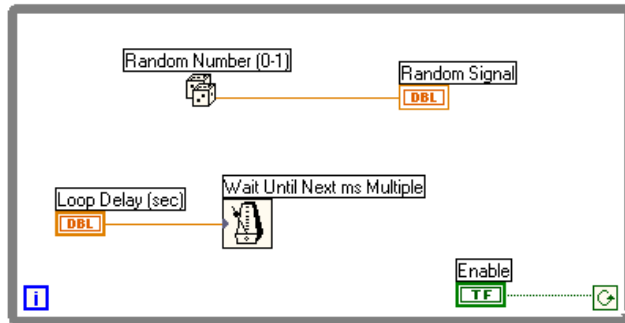 Random Number (0-1)
Random Signal
DBL
Loop Delay (sec)
DBL
Wait Until Next ms Multiple
Enable
TF
i